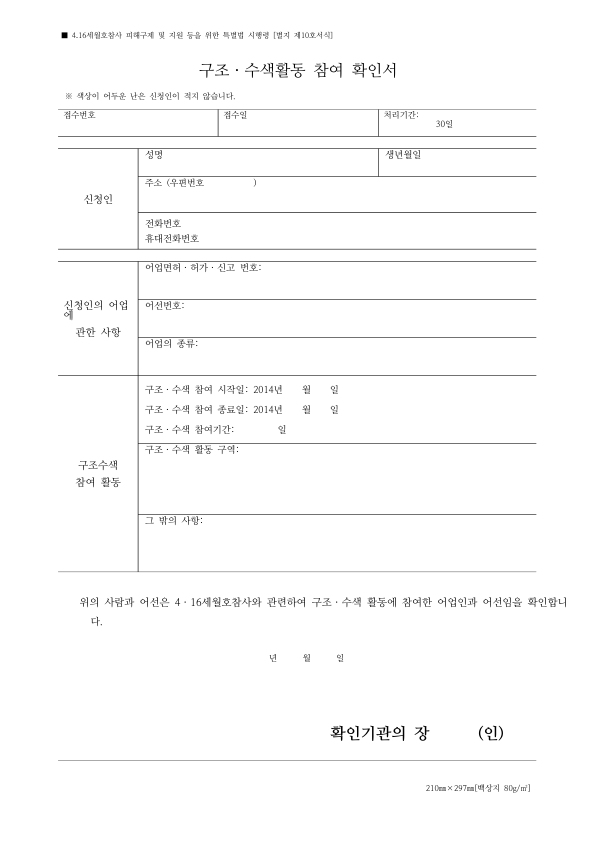 ■ 4.16세월호참사 피해구제 및 지원 등을 위한 특별법 시행령 [별지 제10호서식]
구조ㆍ수색활동 참여 확인서
※ 색상이 어두운 난은 신청인이 적지 않습니다.
접수번호 접수일 처리기간:
30일
성명 생년월일
주소 (우편번호 )
신청인
전화번호
휴대전화번호
어업면허ㆍ허가ㆍ신고 번호:
신청인의 어업
에
관한 사항
어선번호:
어업의 종류:
구조ㆍ수색 참여 시작일: 2014년 월 일
구조ㆍ수색 참여 종료일: 2014년 월 일
구조ㆍ수색 참여기간: 일
구조ㆍ수색 활동 구역:
구조수색
참여 활동
그 밖의 사항:
위의 사람과 어선은 4ㆍ16세월호참사와 관련하여 구조ㆍ수색 활동에 참여한 어업인과 어선임을 확인합니
다.
년 월 일
확인기관의 장 (인)
210㎜×297㎜[백상지 80g/㎡]